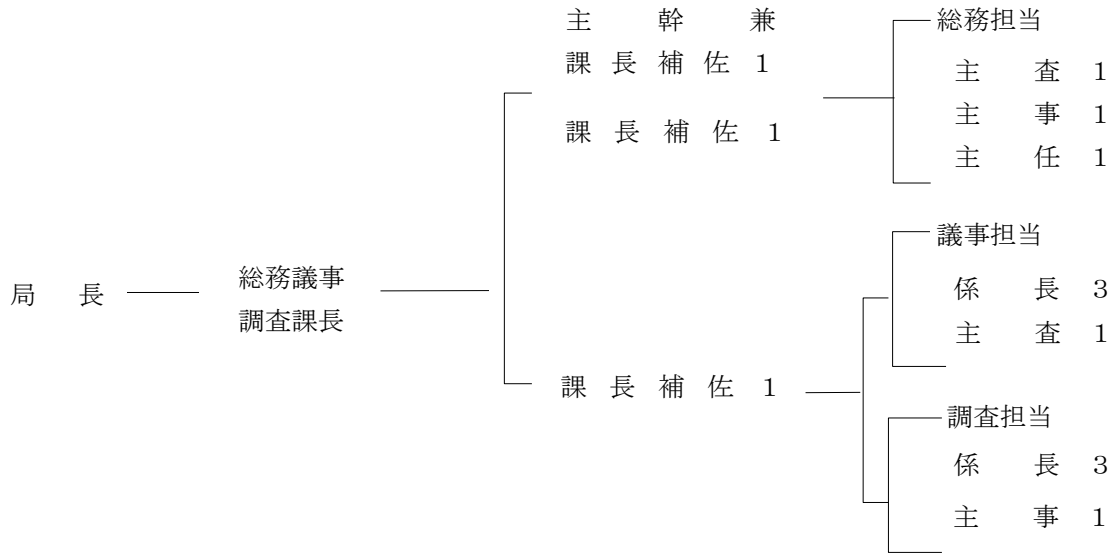 局 長
総務議事
調査課長
主 幹 兼
課 長 補 佐 １
課 長 補 佐 １
総務担当
主 査 １
主 事 １
主 任 １
課 長 補 佐 １
議事担当
係 長 ３
主 査 １
調査担当
係 長 ３
主 事 １